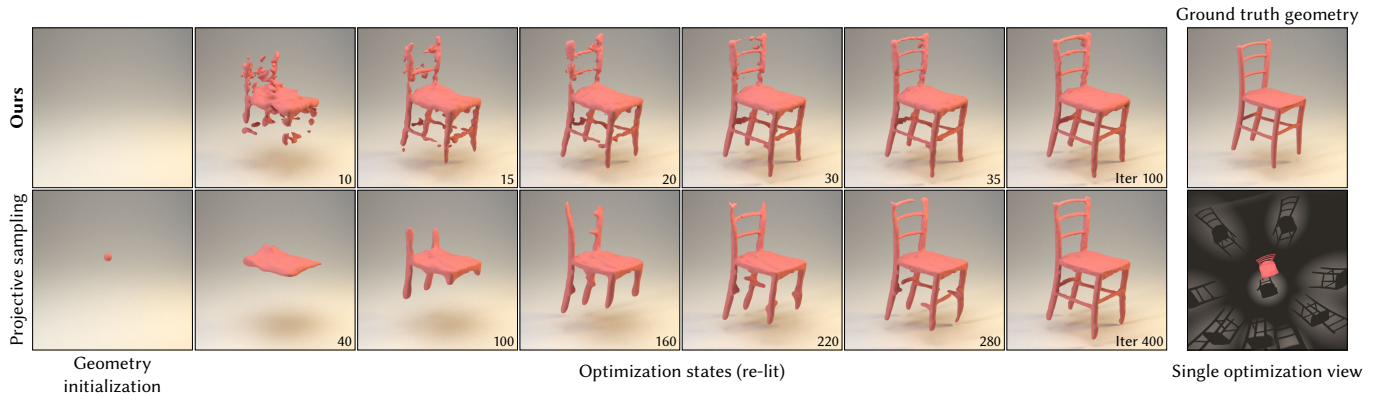 Ground truth geometry
Ours
10
15
20
30
35
Iter 100
Projective sampling
40
100
160
220
280
Iter 400
Geometry
initialization
Optimization states (re-lit)
Single optimization view